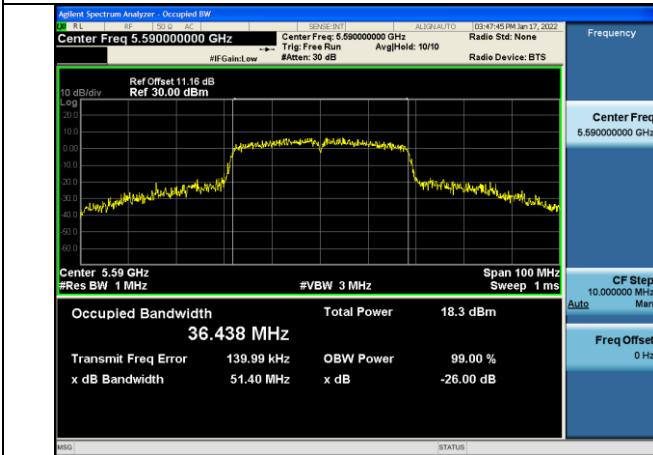 Agilent Spectrum Analyzer - Occupied BW
RL RF 50 Ω AC SENSE:INT ALIGNAUTO 03:47:45 PM Jan 17, 2022
Center Freq 5.590000000 GHz
Center Freq: 5.590000000 GHz
Radio Std: None
Trig: Free Run Avg|Hold: 10/10
#IFGain:Low
#Atten: 30 dB
Radio Device: BTS
Frequency
Ref Offset 11.16 dB
10 dB/div Ref 30.00 dBm
Log
20.0
10.0
0.00
-10.0
-20.0
-30.0
-40.0
-50.0
-60.0
Center 5.59 GHz
Span 100 MHz
#Res BW 1 MHz
#VBW 3 MHz
Sweep 1 ms
Occupied Bandwidth
36.438 MHz
Total Power 18.3 dBm
Transmit Freq Error 139.99 kHz
OBW Power 99.00 %
x dB Bandwidth 51.40 MHz
x dB -26.00 dB
Center Freq
5.590000000 GHz
CF Step
10.000000 MHz
Auto Man
Freq Offset
0 Hz
MSG
STATUS